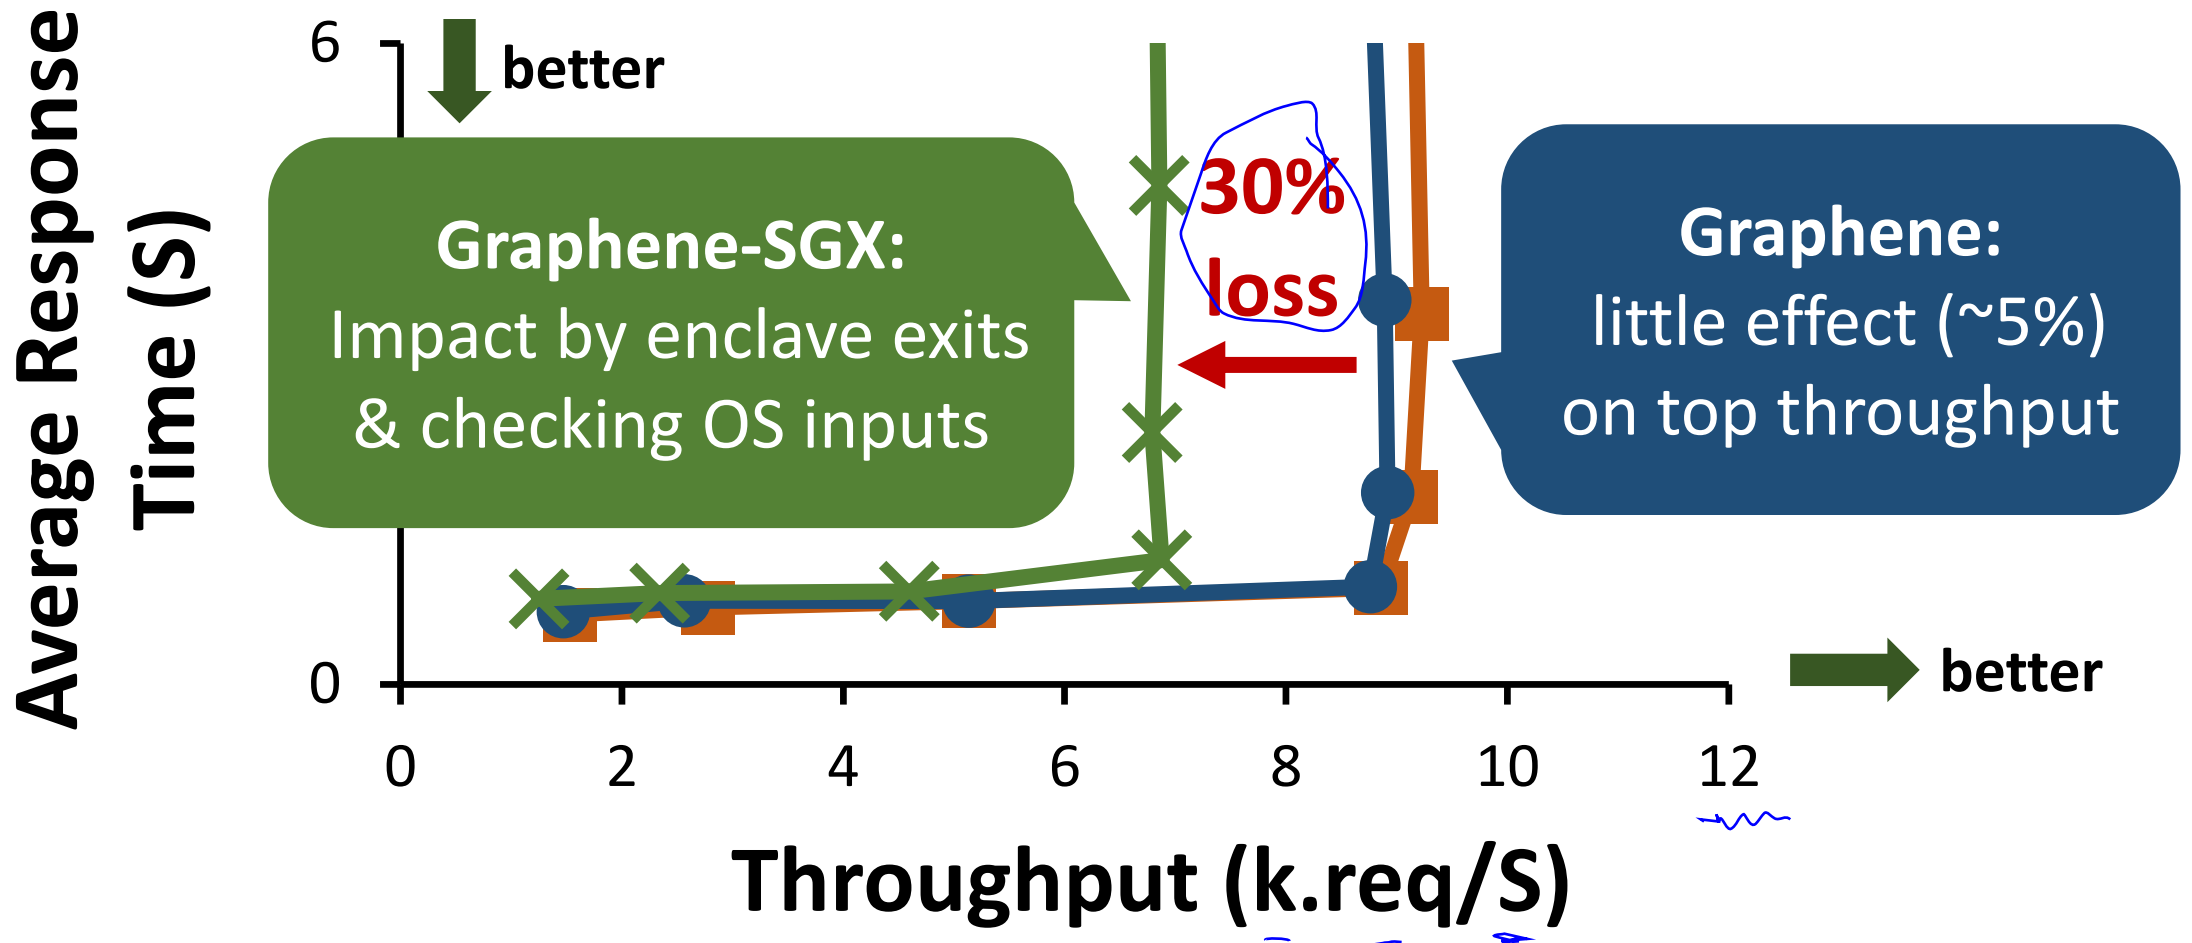 Average Response
Time (S)
6
better
Graphene-SGX:
Impact by enclave exits
& checking OS inputs
30%
loss
Graphene:
little effect (~5%)
on top throughput
0
better
0 2 4 6 8 10 12
Throughput (k.req/S)